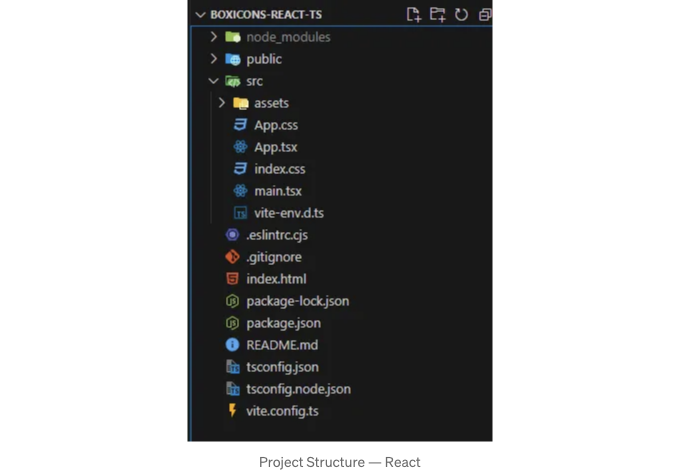 BOXICONS-REACT-TS
node_modules
public
src
assets
App.css
App.tsx
index.css
main.tsx
vite-env.d.ts
.eslintrc.cjs
.gitignore
index.html
package-lock.json
package.json
README.md
tsconfig.json
tsconfig.node.json
vite.config.ts
Project Structure — React